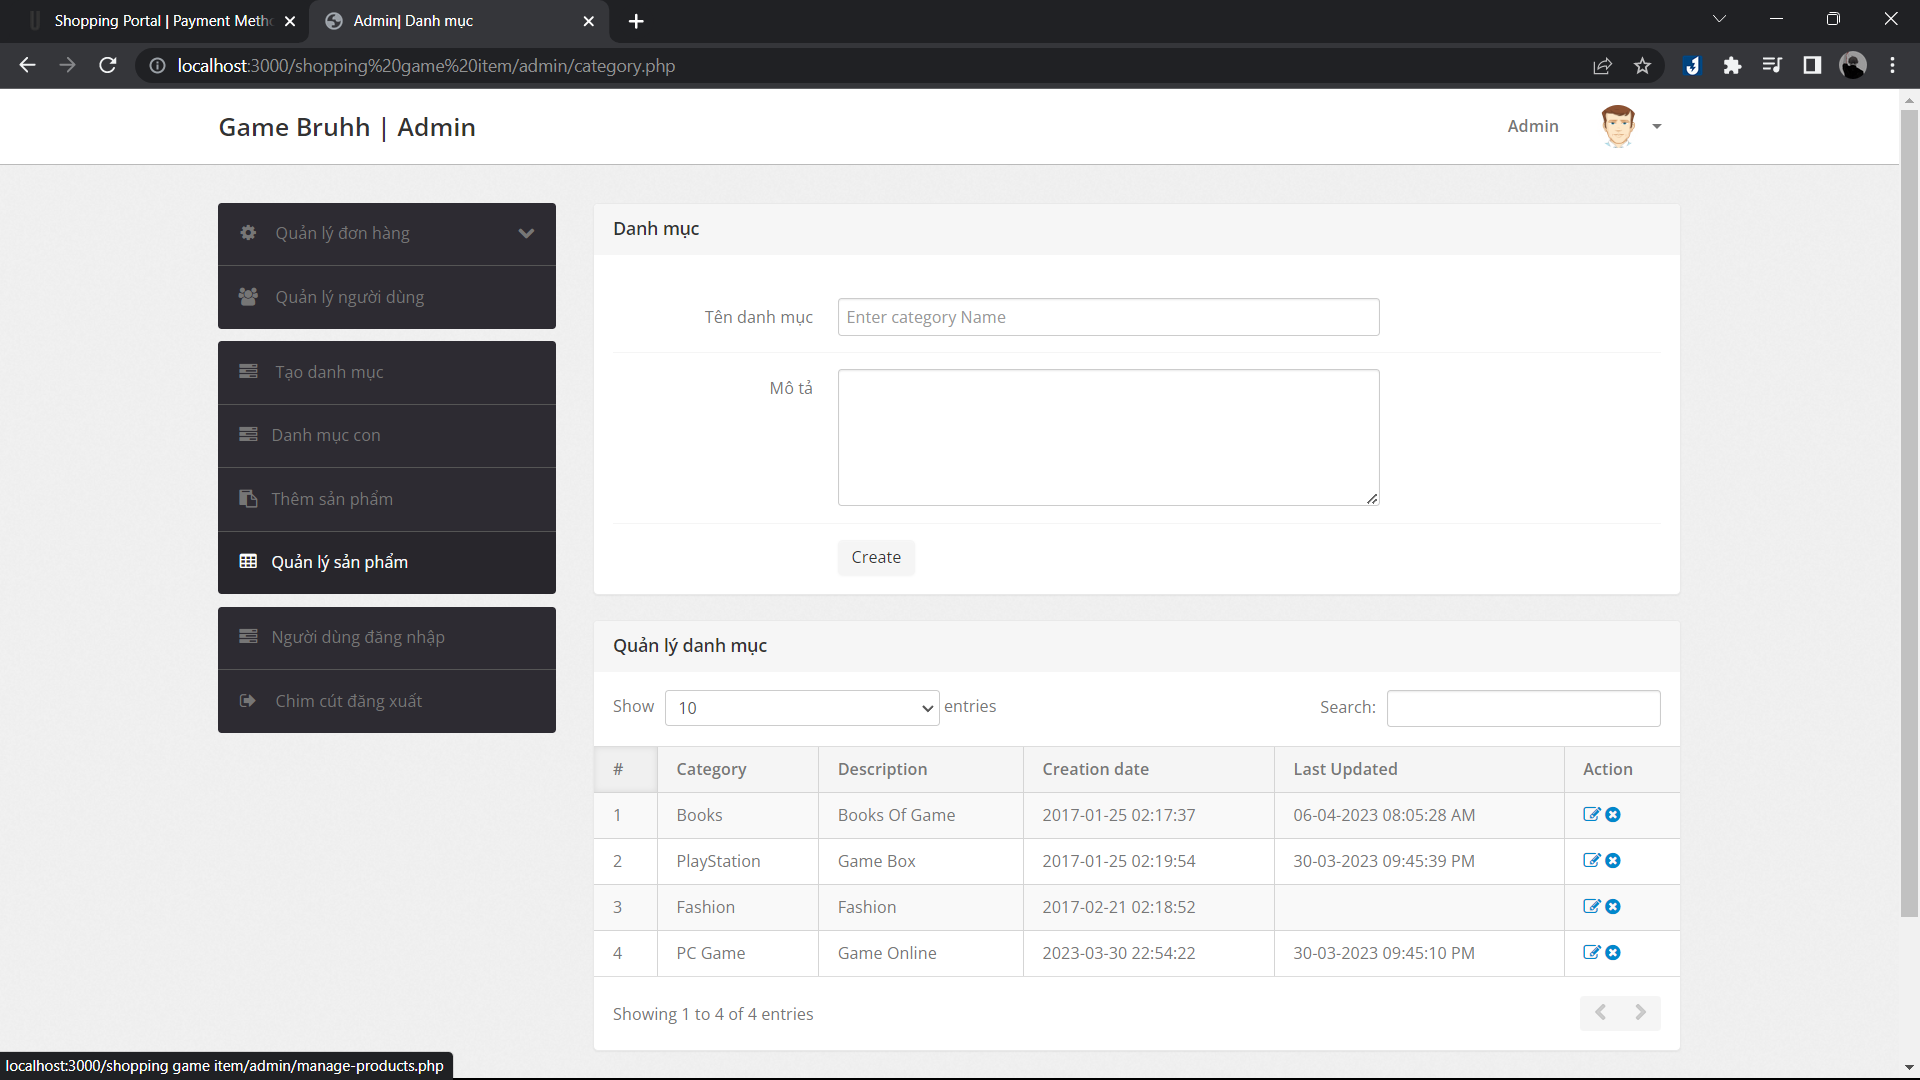 Shopping Portal | Payment Meth
Admin| Danh mục
localhost:3000/shopping%20game%20item/admin/category.php
Game Bruhh | Admin
Admin
Quản lý đơn hàng
Quản lý người dùng
Tạo danh mục
Danh mục con
Thêm sản phẩm
Quản lý sản phẩm
Người dùng đăng nhập
Chim cút đăng xuất
Danh mục
Tên danh mục
Enter category Name
Mô tả
Create
Quản lý danh mục
Show 10 entries
Search:
# Category Description Creation date Last Updated Action
1 Books Books Of Game 2017-01-25 02:17:37 06-04-2023 08:05:28 AM
2 PlayStation Game Box 2017-01-25 02:19:54 30-03-2023 09:45:39 PM
3 Fashion Fashion 2017-02-21 02:18:52
4 PC Game Game Online 2023-03-30 22:54:22 30-03-2023 09:45:10 PM
Showing 1 to 4 of 4 entries
localhost:3000/shopping game item/admin/manage-products.php